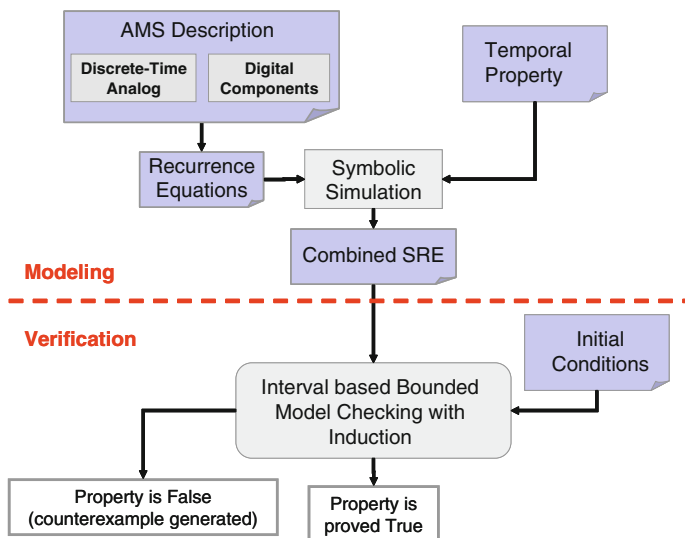 AMS Description
Discrete-Time
Analog
Digital
Components
Temporal
Property
Recurrence
Equations
Symbolic
Simulation
Combined SRE
Modeling
Verification
Initial
Conditions
Interval based Bounded
Model Checking with
Induction
Property is False
(counterexample generated)
Property is
proved True